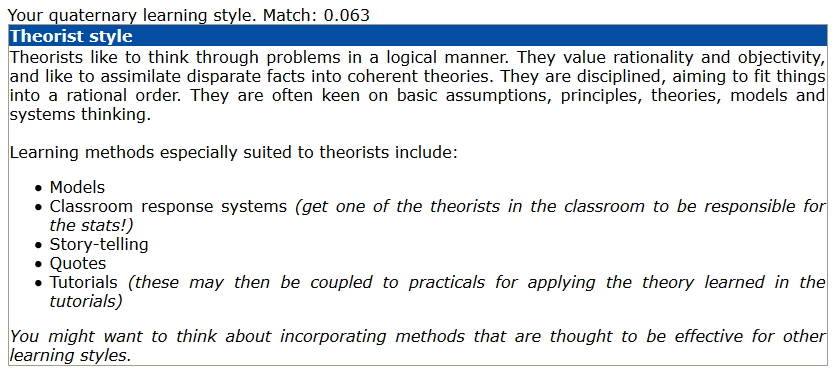 Your quaternary learning style. Match: 0.063
Theorist style
Theorists like to think through problems in a logical manner. They value rationality and objectivity,
and like to assimilate disparate facts into coherent theories. They are disciplined, aiming to fit things
into a rational order. They are often keen on basic assumptions, principles, theories, models and
systems thinking.
Learning methods especially suited to theorists include:
• Models
• Classroom response systems (get one of the theorists in the classroom to be responsible for
the stats!)
• Story-telling
• Quotes
• Tutorials (these may then be coupled to practicals for applying the theory learned in the
tutorials)
You might want to think about incorporating methods that are thought to be effective for other
learning styles.